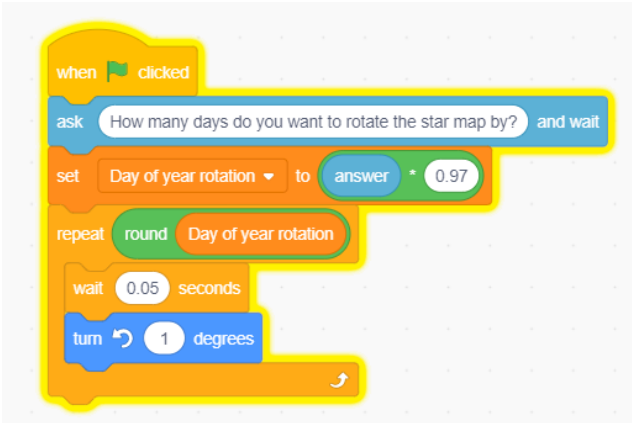 when clicked
ask How many days do you want to rotate the star map by? and wait
set Day of year rotation to answer * 0.97
repeat round Day of year rotation
wait 0.05 seconds
turn 1 degrees